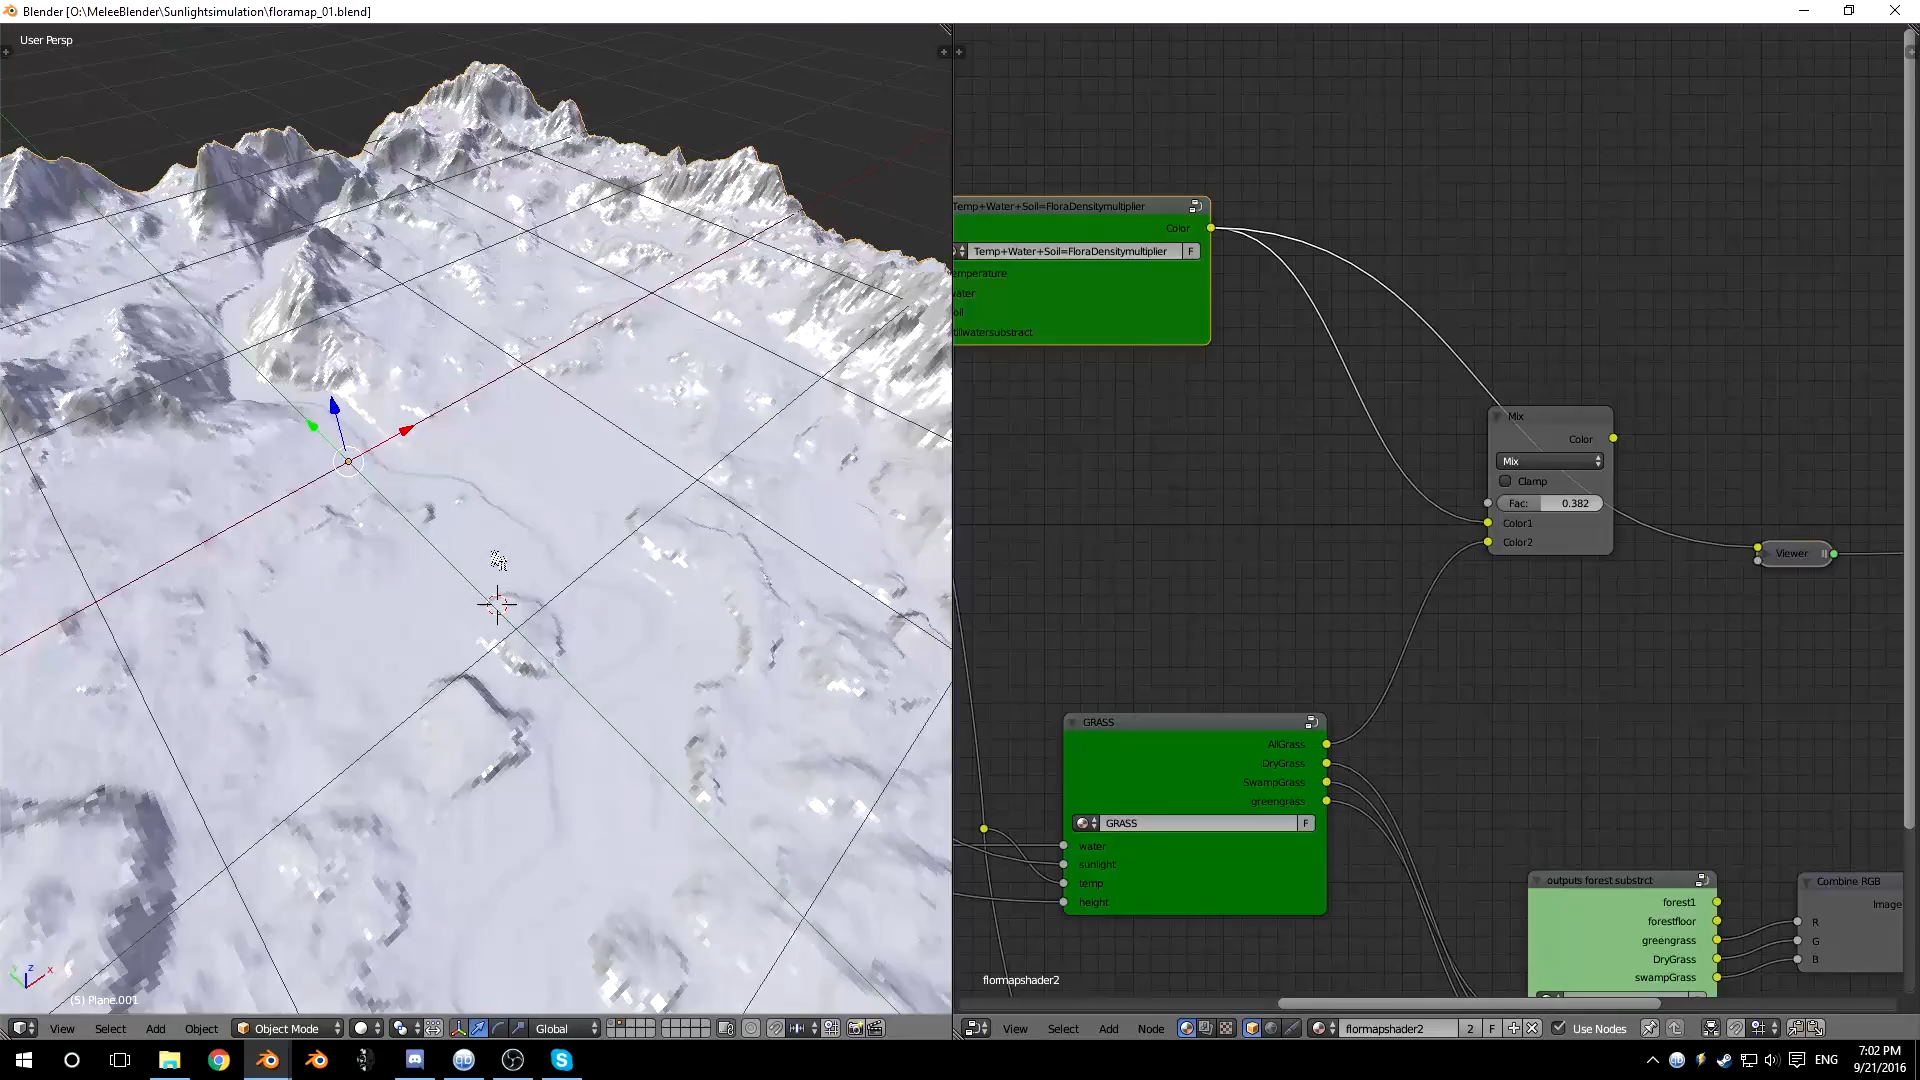 Blender [O:\MeleeBlender\Sunlightsimulation\floramap_01.blend]
User Persp
Temp+Water+Soil=FloraDensitymultiplier
Color
Temp+Water+Soil=FloraDensitymultiplier F
emperature
water
oil
tillwatersubstract
Mix
Color
Mix
Clamp
Fac: 0.382
Color1
Color2
Viewer
GRASS
AllGrass
DryGrass
SwampGrass
greengrass
GRASS F
water
sunlight
temp
height
outputs forest substrct
forest1
forestfloor
greengrass
DryGrass
swampGrass
Combine RGB
Image
R
G
B
flormapshader2
z
x
(5) Plane.001
View Select Add Object Object Mode Global
View Select Add Node flormapshader2 2 F Use Nodes
ENG
7:02 PM
9/21/2016